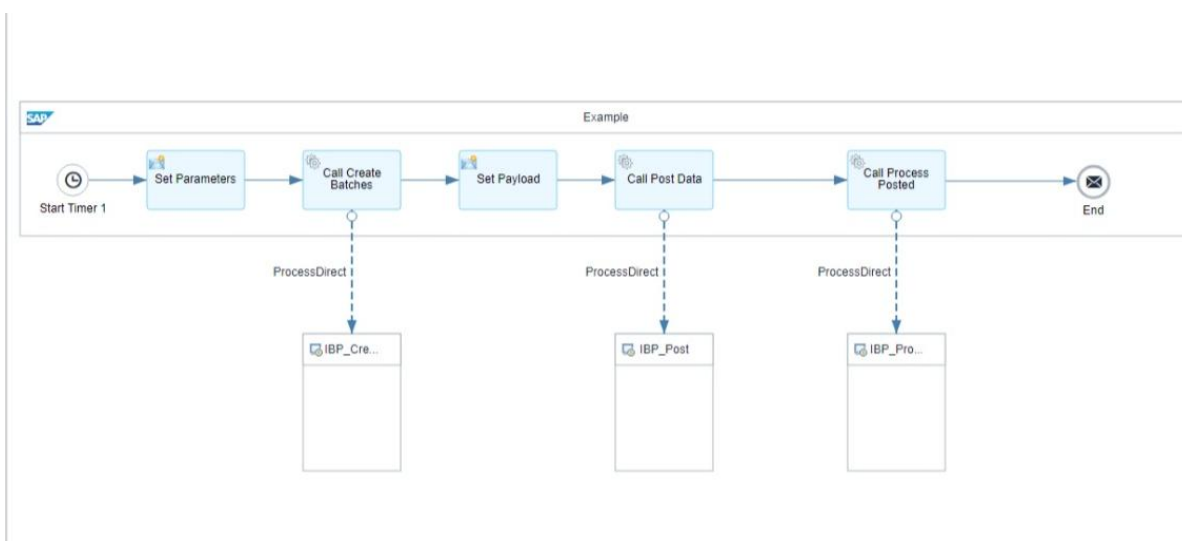 SAP
Example
Start Timer 1
Set Parameters
Call Create
Batches
Set Payload
Call Post Data
Call Process
Posted
End
ProcessDirect
ProcessDirect
ProcessDirect
IBP_Cre...
IBP_Post
IBP_Pro...